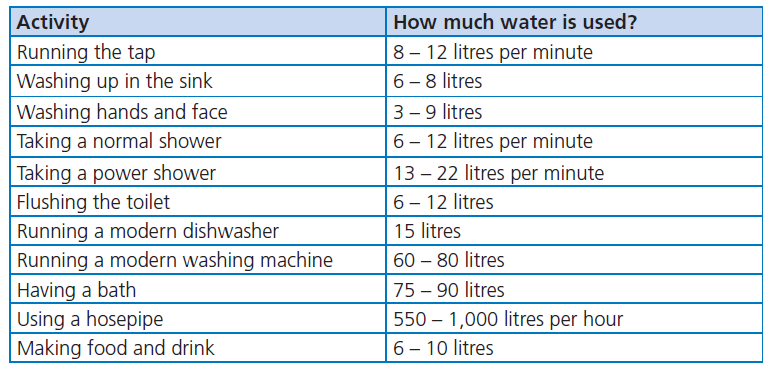 Activity How much water is used?
Running the tap 8 – 12 litres per minute
Washing up in the sink 6 – 8 litres
Washing hands and face 3 – 9 litres
Taking a normal shower 6 – 12 litres per minute
Taking a power shower 13 – 22 litres per minute
Flushing the toilet 6 – 12 litres
Running a modern dishwasher 15 litres
Running a modern washing machine 60 – 80 litres
Having a bath 75 – 90 litres
Using a hosepipe 550 – 1,000 litres per hour
Making food and drink 6 – 10 litres